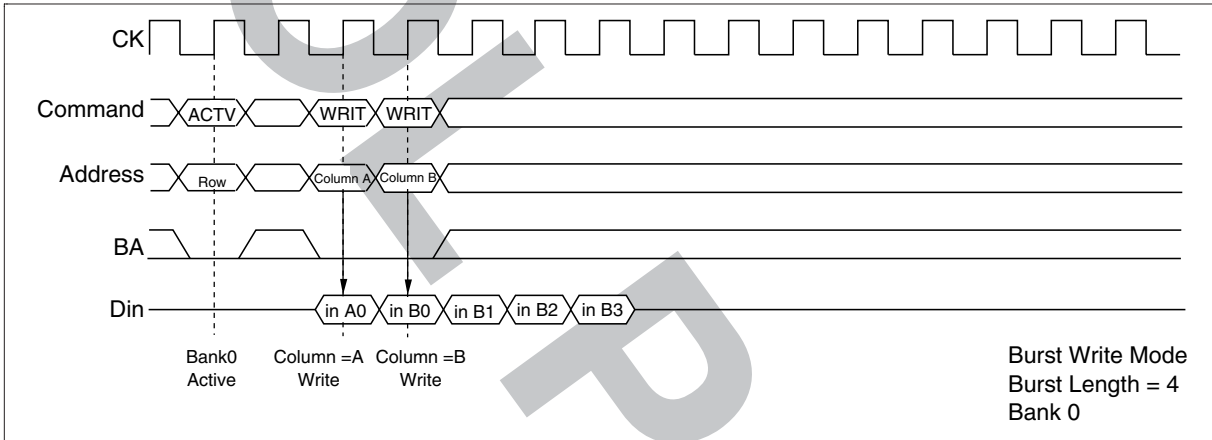 CK
Command ACTV WRIT WRIT
Address Row Column A Column B
BA
Din in A0 in B0 in B1 in B2 in B3
Bank0 Column =A Column =B
Active Write Write
Burst Write Mode
Burst Length = 4
Bank 0